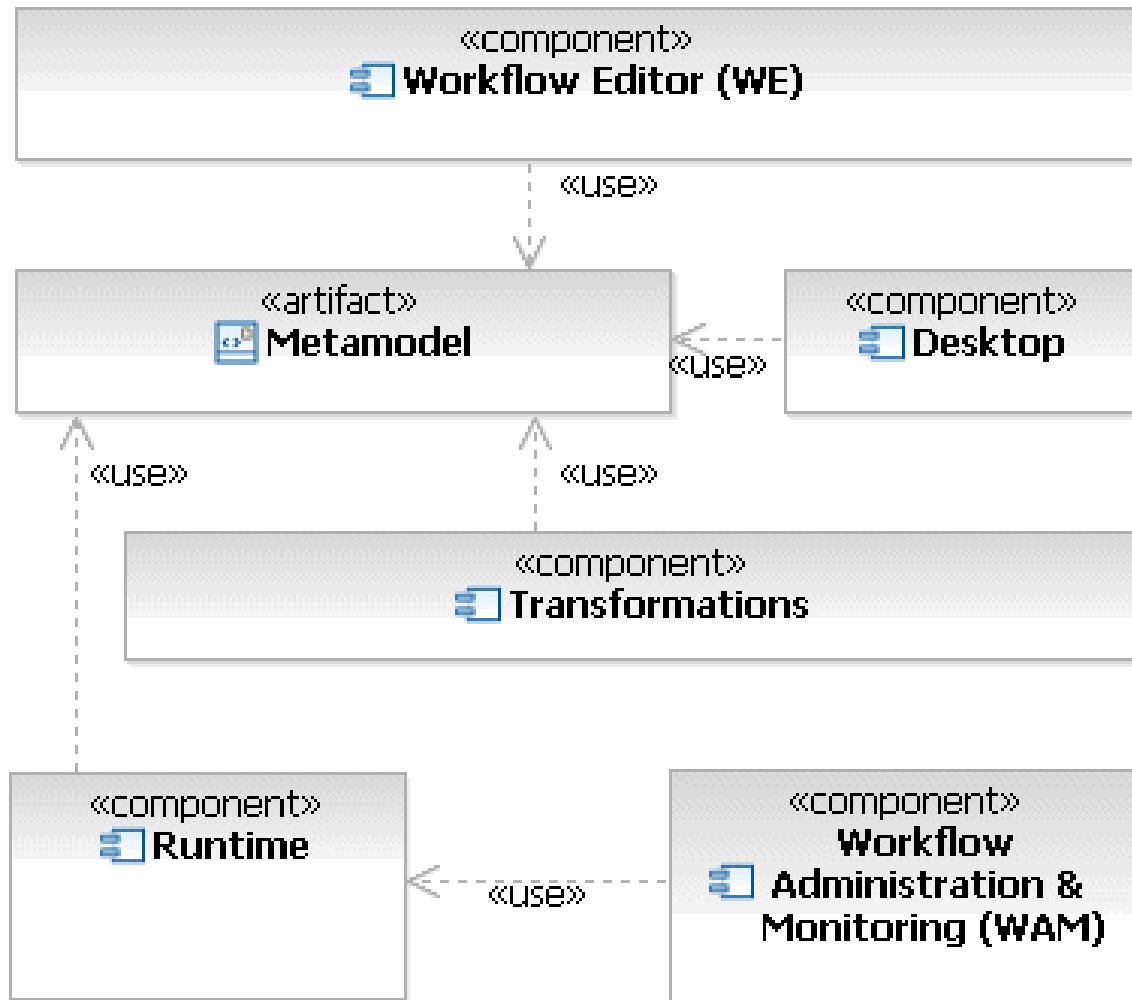 «component»
Workflow Editor (WE)
«use»
«artifact»
Metamodel
«component»
Desktop
«use»
«use»
«use»
«component»
Transformations
«component»
Runtime
«use»
«component»
Workflow
Administration &
Monitoring (WAM)